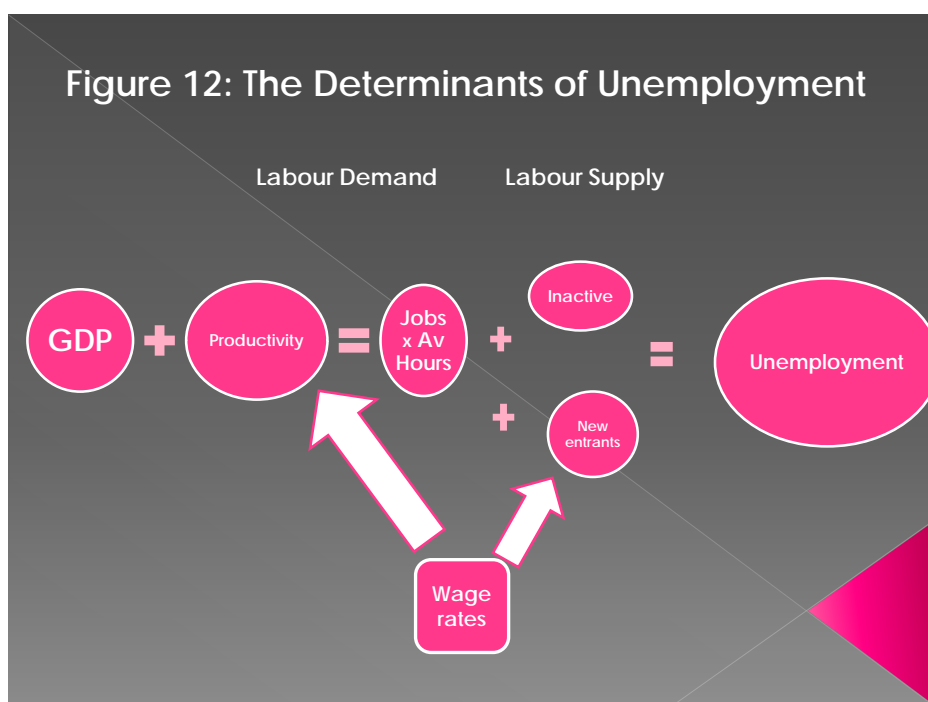 Figure 12: The Determinants of Unemployment
Labour Demand
Labour Supply
GDP
Productivity
Jobs
x Av
Hours
Inactive
New
entrants
Unemployment
Wage
rates